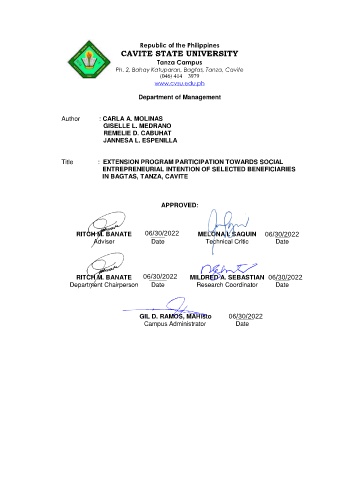 Republic of the Philippines
CAVITE STATE UNIVERSITY
Tanza Campus
Ph. 2, Bahay Katuparan, Bagtas, Tanza, Cavite
(046) 414 – 3979
www.cvsu.edu.ph
Department of Management
Author : CARLA A. MOLINAS
GISELLE L. MEDRANO
REMELIE D. CABUHAT
JANNESA L. ESPENILLA
Title : EXTENSION PROGRAM PARTICIPATION TOWARDS SOCIAL
ENTREPRENEURIAL INTENTION OF SELECTED BENEFICIARIES
IN BAGTAS, TANZA, CAVITE
APPROVED:
RITCH M. BANATE 06/30/2022 MELONA I. SAQUIN 06/30/2022
Adviser Date Technical Critic Date
RITCH M. BANATE 06/30/2022 MILDRED A. SEBASTIAN 06/30/2022
Department Chairperson Date Research Coordinator Date
GIL D. RAMOS, MAHisto 06/30/2022
Campus Administrator Date